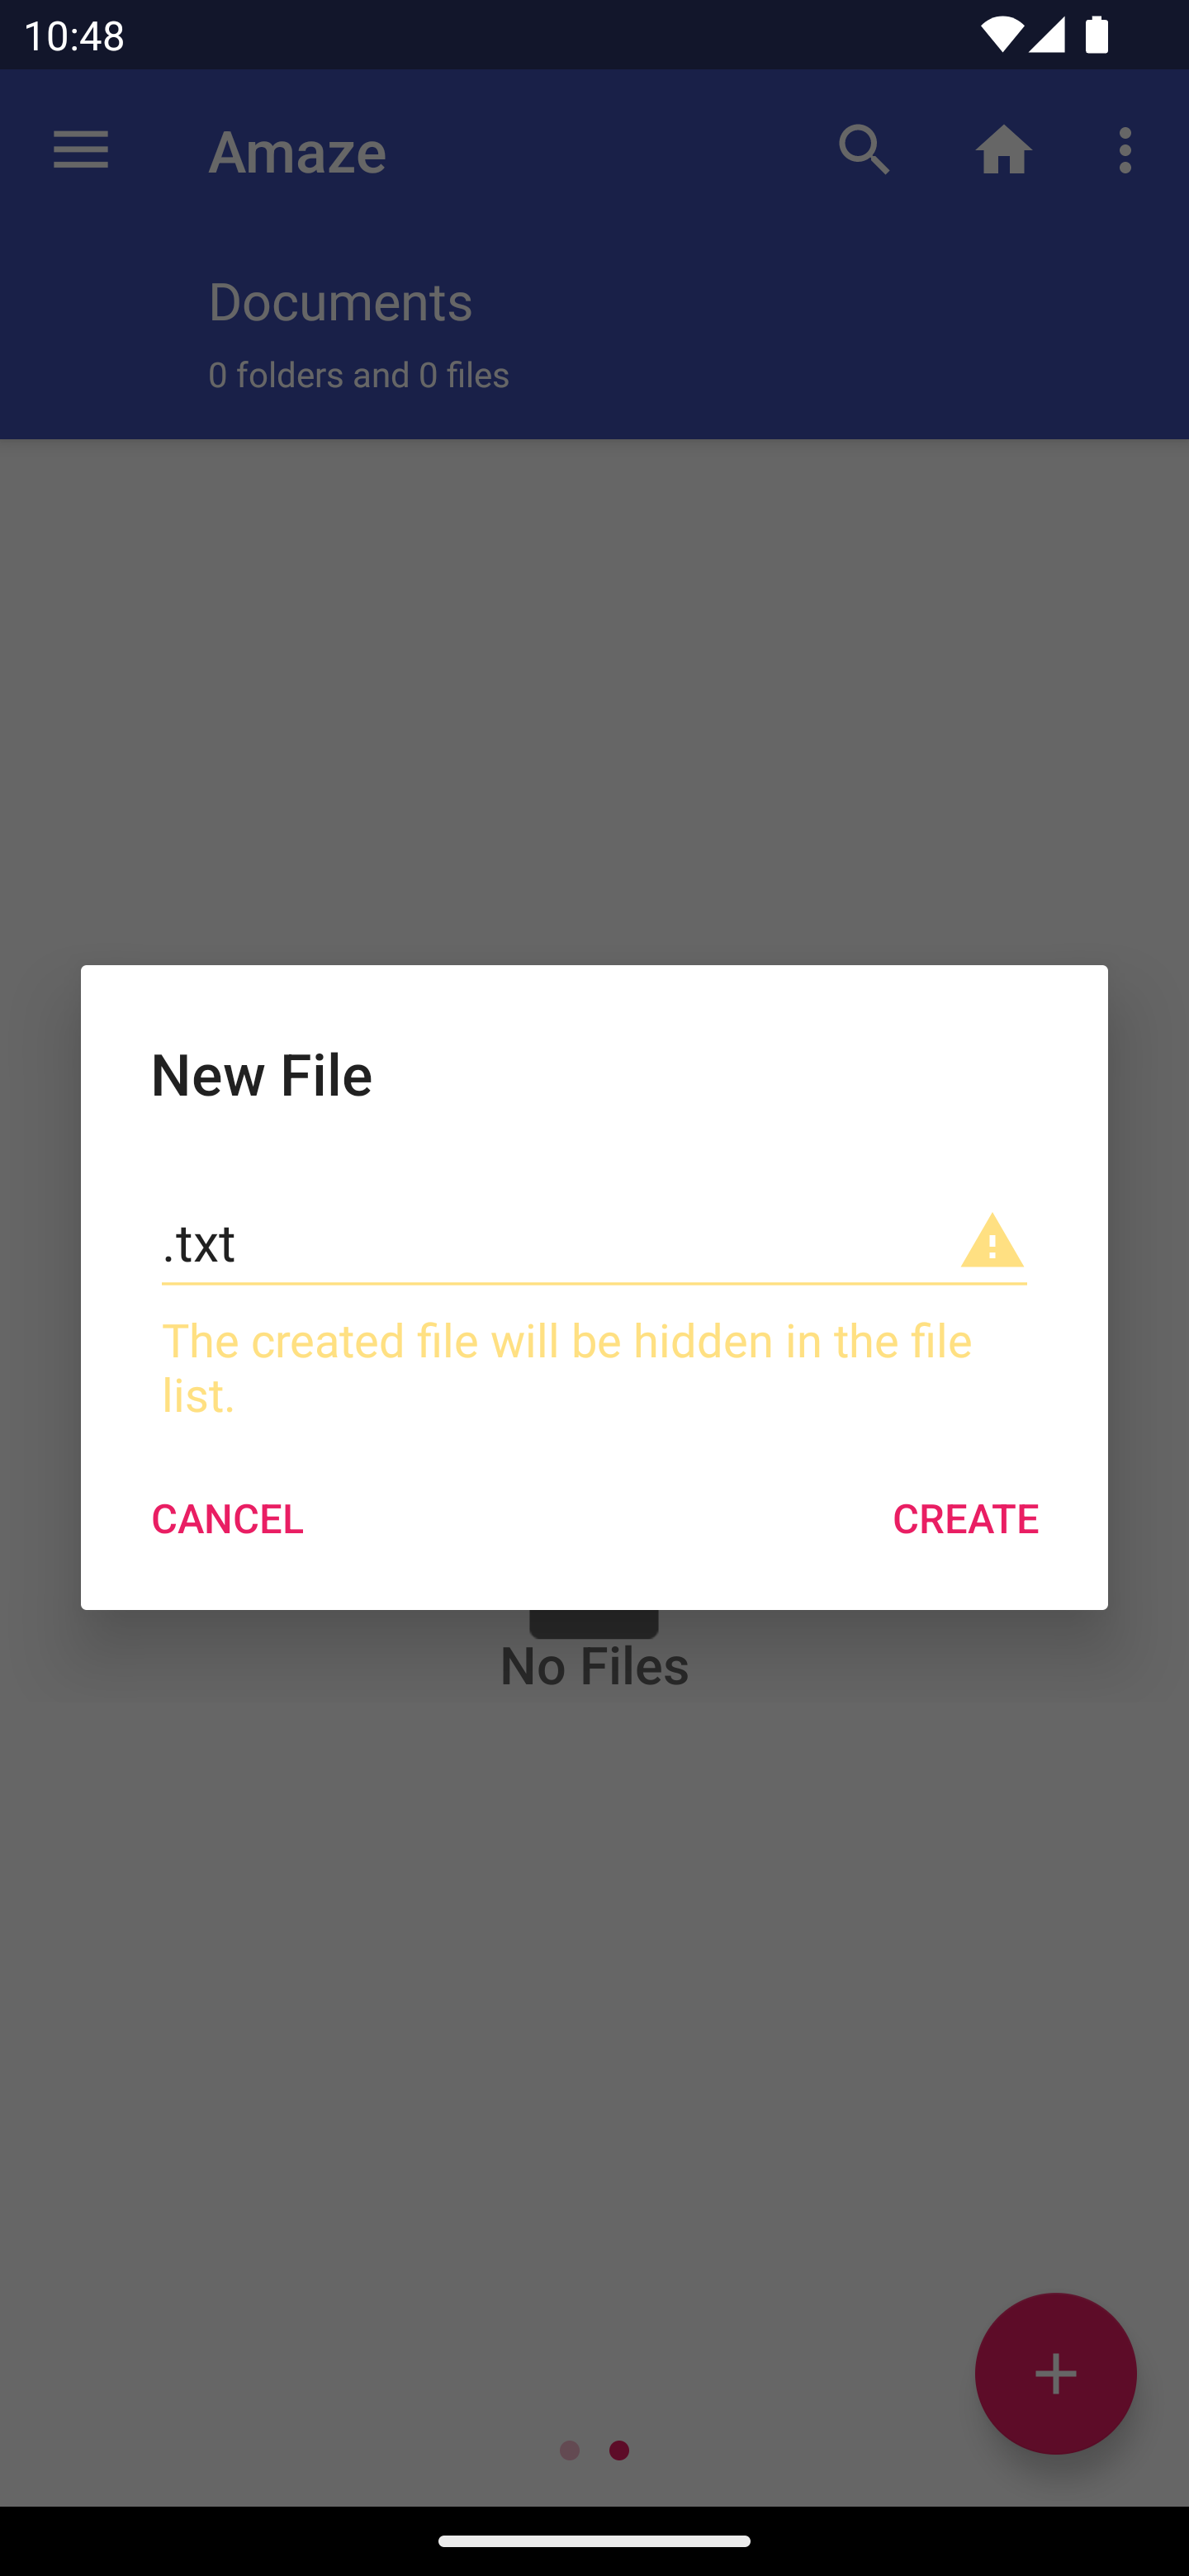 10:48
Amaze
Documents
0 folders and 0 files
New File
.txt
The created file will be hidden in the file
list.
CANCEL
CREATE
No Files